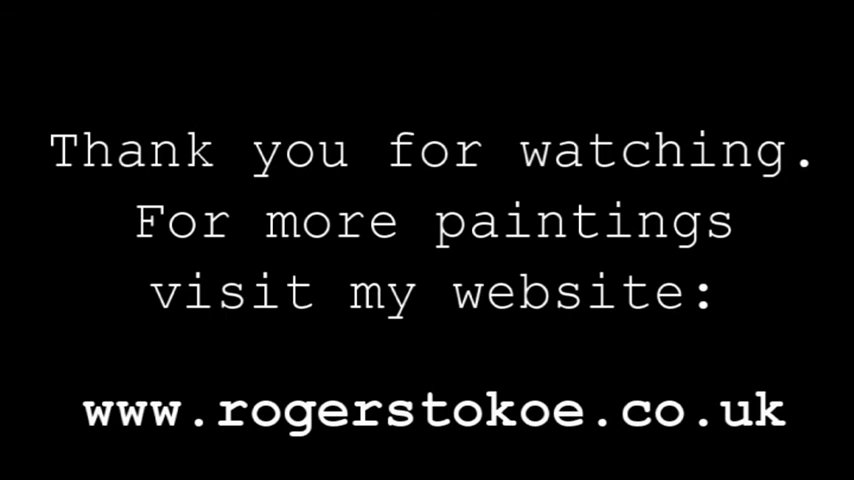 Thank you for watching.
For more paintings
visit my website:
www.rogerstokoe.co.uk